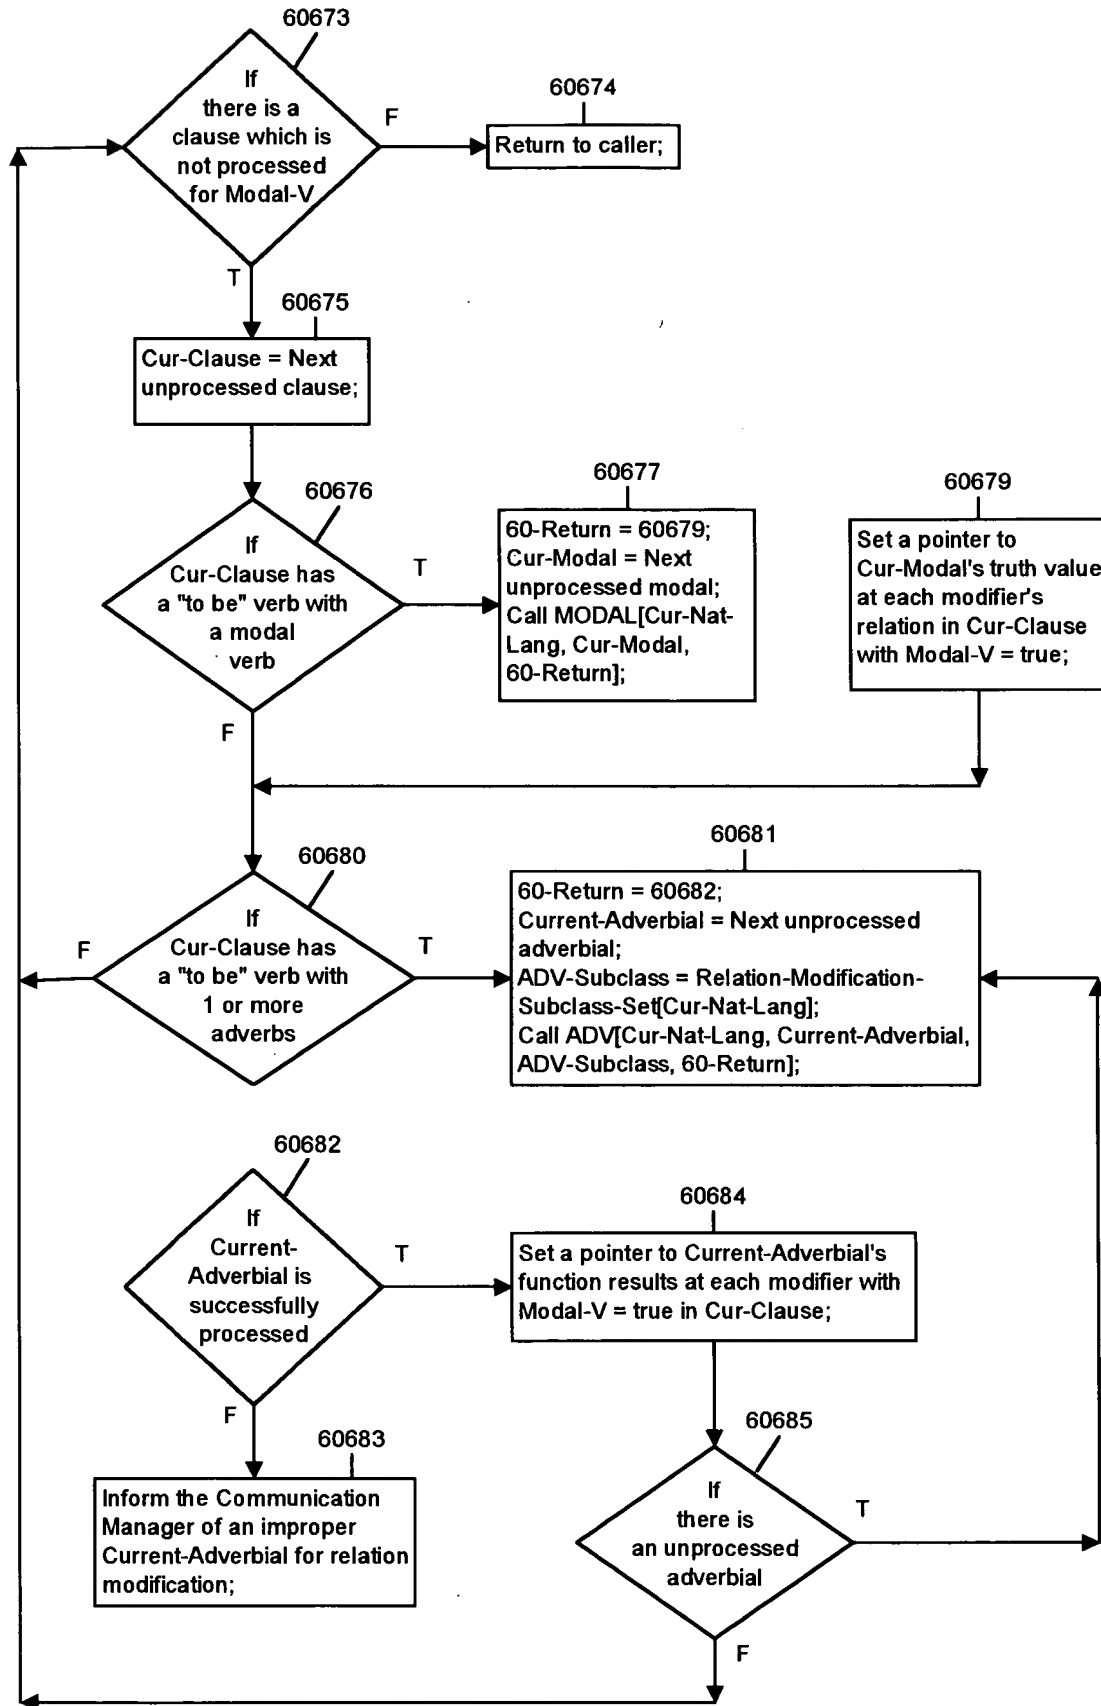 60673
If
there is a
clause which is
not processed
for Modal-V
F
60674
Return to caller;
T
60675
Cur-Clause = Next
unprocessed clause;
60676
If
Cur-Clause has
a "to be" verb with
a modal
verb
T
60677
60-Return = 60679;
Cur-Modal = Next
unprocessed modal;
Call MODAL[Cur-Nat-
Lang, Cur-Modal,
60-Return];
60679
Set a pointer to
Cur-Modal's truth value
at each modifier's
relation in Cur-Clause
with Modal-V = true;
F
60680
If
Cur-Clause has
a "to be" verb with
1 or more
adverbs
F
T
60681
60-Return = 60682;
Current-Adverbial = Next unprocessed
adverbial;
ADV-Subclass = Relation-Modification-
Subclass-Set[Cur-Nat-Lang];
Call ADV[Cur-Nat-Lang, Current-Adverbial,
ADV-Subclass, 60-Return];
60682
If
Current-
Adverbial is
successfully
processed
T
60684
Set a pointer to Current-Adverbial's
function results at each modifier with
Modal-V = true in Cur-Clause;
F
60683
Inform the Communication
Manager of an improper
Current-Adverbial for relation
modification;
60685
If
there is
an unprocessed
adverbial
T
F